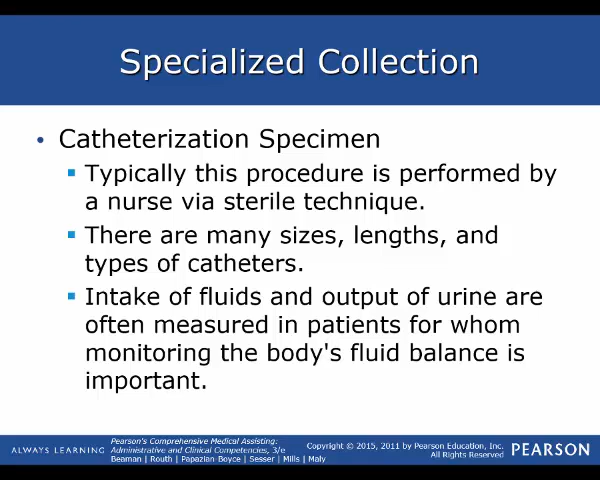 Specialized Collection
• Catheterization Specimen
▪ Typically this procedure is performed by
a nurse via sterile technique.
▪ There are many sizes, lengths, and
types of catheters.
▪ Intake of fluids and output of urine are
often measured in patients for whom
monitoring the body's fluid balance is
important.
ALWAYS LEARNING
Pearson's Comprehensive Medical Assisting:
Administrative and Clinical Competencies, 3/e
Beaman | Routh | Papazian-Boyce | Sesser | Mills | Maly
Copyright © 2015, 2011 by Pearson Education, Inc.
All Rights Reserved
PEARSON